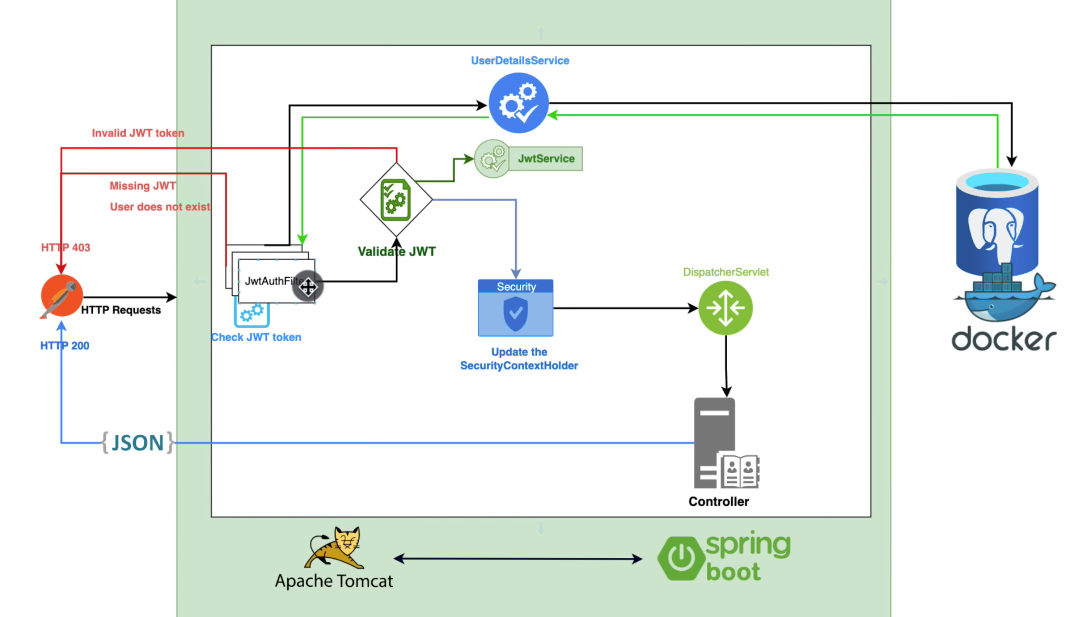 UserDetailsService
Invalid JWT token
JwtService
Missing JWT
User does not exist
HTTP 403
Validate JWT
JwtAuthFilte
DispatcherServlet
Security
HTTP Requests
Check JWT token
HTTP 200
Update the
SecurityContextHolder
docker
{JSON}
Controller
Apache Tomcat
spring
boot